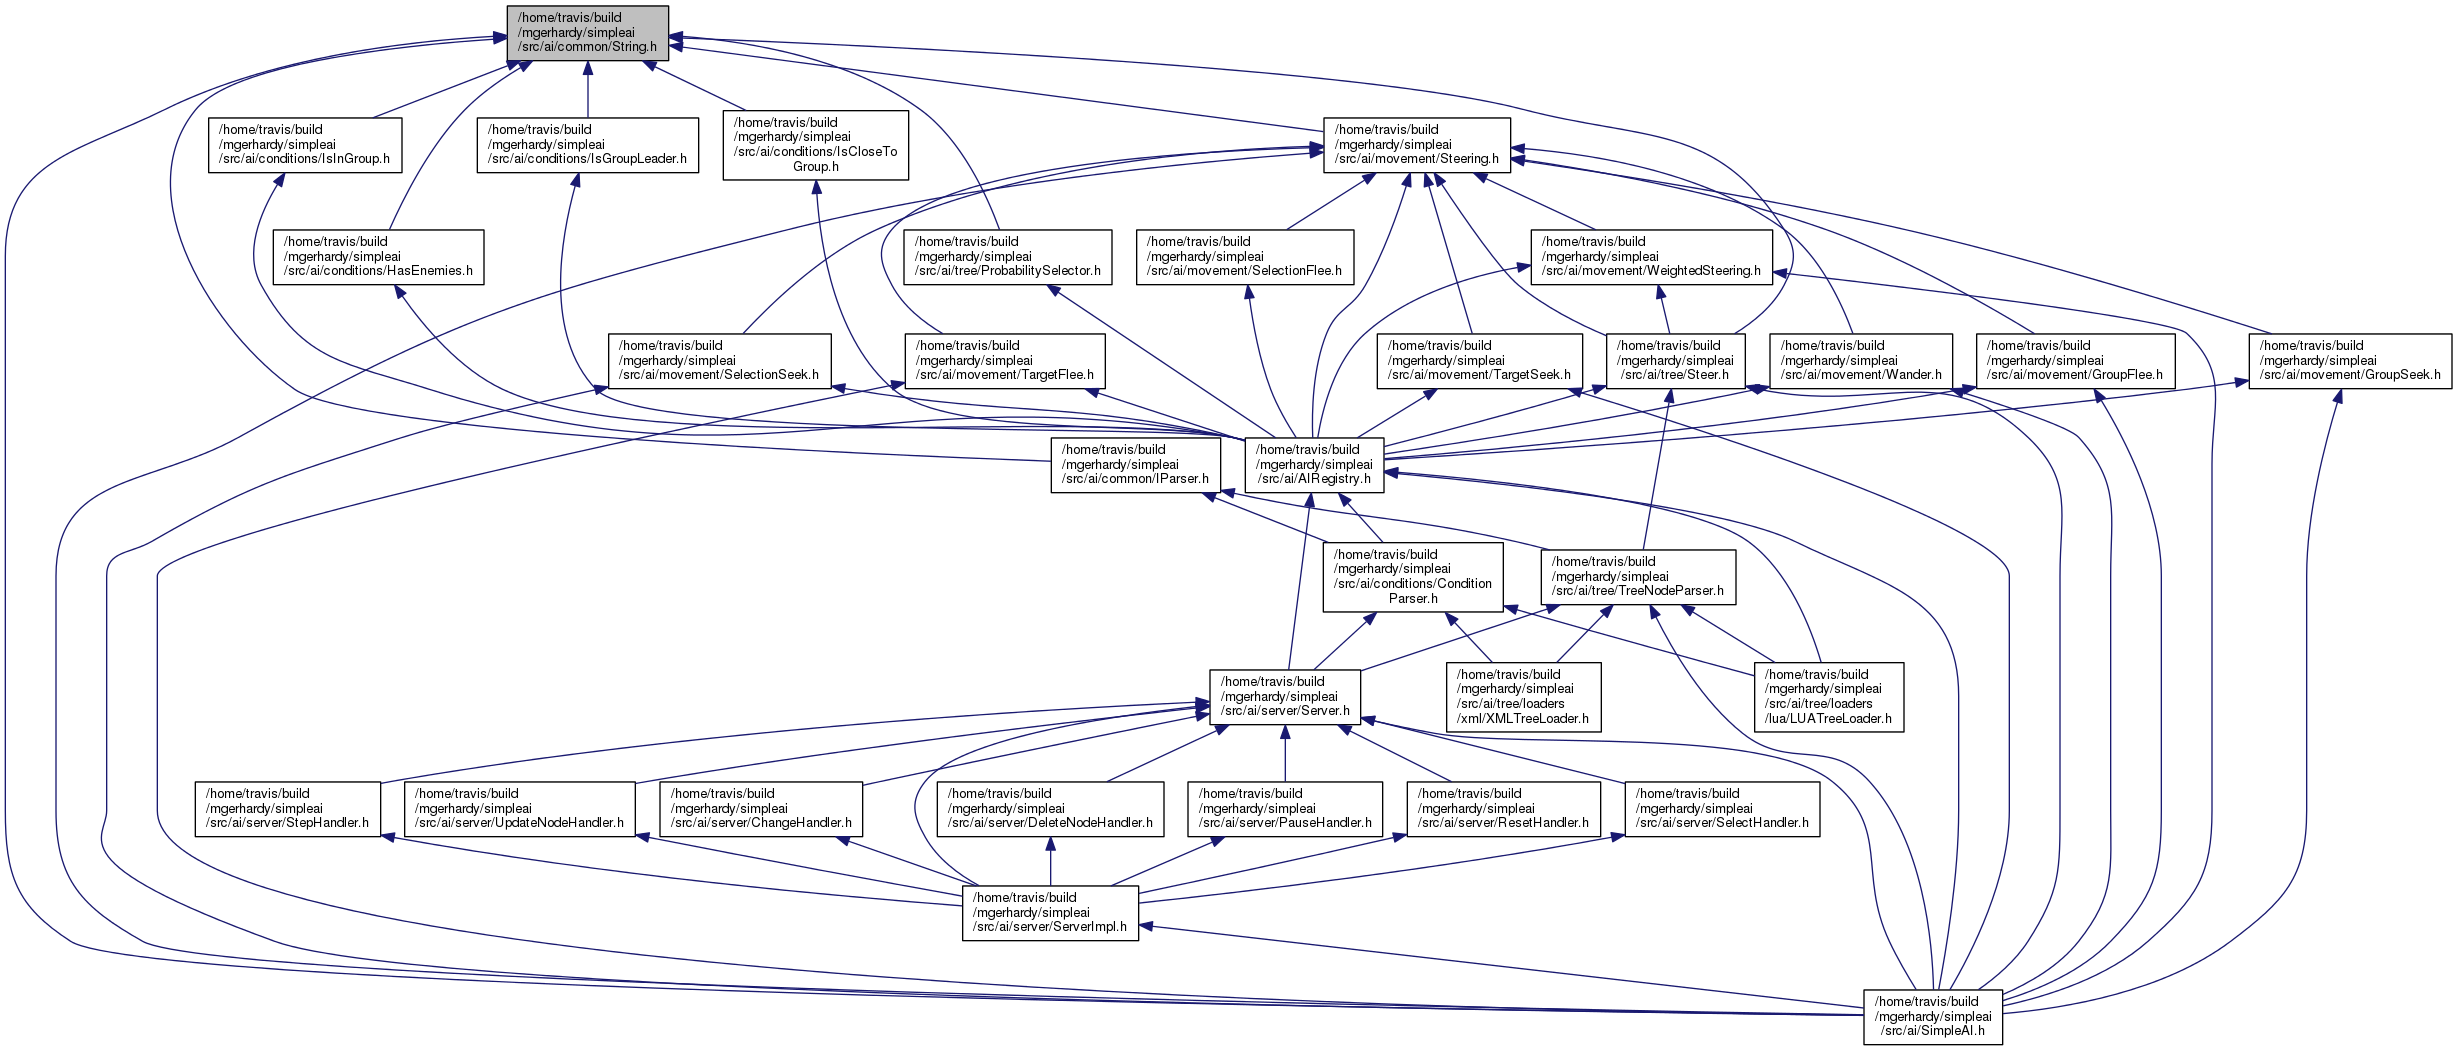 /home/travis/build
/mgerhardy/simpleai
/src/ai/common/String.h
/home/travis/build
/mgerhardy/simpleai
/src/ai/conditions/IsInGroup.h
/home/travis/build
/mgerhardy/simpleai
/src/ai/conditions/IsGroupLeader.h
/home/travis/build
/mgerhardy/simpleai
/src/ai/conditions/IsCloseTo
Group.h
/home/travis/build
/mgerhardy/simpleai
/src/ai/movement/Steering.h
/home/travis/build
/mgerhardy/simpleai
/src/ai/conditions/HasEnemies.h
/home/travis/build
/mgerhardy/simpleai
/src/ai/tree/ProbabilitySelector.h
/home/travis/build
/mgerhardy/simpleai
/src/ai/movement/SelectionFlee.h
/home/travis/build
/mgerhardy/simpleai
/src/ai/movement/WeightedSteering.h
/home/travis/build
/mgerhardy/simpleai
/src/ai/movement/SelectionSeek.h
/home/travis/build
/mgerhardy/simpleai
/src/ai/movement/TargetFlee.h
/home/travis/build
/mgerhardy/simpleai
/src/ai/movement/TargetSeek.h
/home/travis/build
/mgerhardy/simpleai
/src/ai/tree/Steer.h
/home/travis/build
/mgerhardy/simpleai
/src/ai/movement/Wander.h
/home/travis/build
/mgerhardy/simpleai
/src/ai/movement/GroupFlee.h
/home/travis/build
/mgerhardy/simpleai
/src/ai/movement/GroupSeek.h
/home/travis/build
/mgerhardy/simpleai
/src/ai/common/IParser.h
/home/travis/build
/mgerhardy/simpleai
/src/ai/AIRegistry.h
/home/travis/build
/mgerhardy/simpleai
/src/ai/conditions/Condition
Parser.h
/home/travis/build
/mgerhardy/simpleai
/src/ai/tree/TreeNodeParser.h
/home/travis/build
/mgerhardy/simpleai
/src/ai/server/Server.h
/home/travis/build
/mgerhardy/simpleai
/src/ai/tree/loaders
/xml/XMLTreeLoader.h
/home/travis/build
/mgerhardy/simpleai
/src/ai/tree/loaders
/lua/LUATreeLoader.h
/home/travis/build
/mgerhardy/simpleai
/src/ai/server/StepHandler.h
/home/travis/build
/mgerhardy/simpleai
/src/ai/server/UpdateNodeHandler.h
/home/travis/build
/mgerhardy/simpleai
/src/ai/server/ChangeHandler.h
/home/travis/build
/mgerhardy/simpleai
/src/ai/server/DeleteNodeHandler.h
/home/travis/build
/mgerhardy/simpleai
/src/ai/server/PauseHandler.h
/home/travis/build
/mgerhardy/simpleai
/src/ai/server/ResetHandler.h
/home/travis/build
/mgerhardy/simpleai
/src/ai/server/SelectHandler.h
/home/travis/build
/mgerhardy/simpleai
/src/ai/server/ServerImpl.h
/home/travis/build
/mgerhardy/simpleai
/src/ai/SimpleAI.h